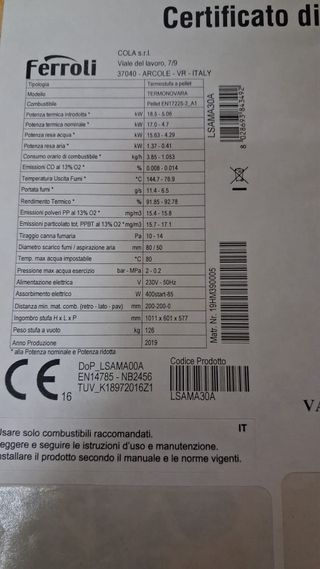 Certificato di
Ferroli
COLA s.r.l.
Viale del lavoro, 7/9
37040 - ARCOLE - VR - ITALY
Tipologia Termostufa a pellet
Modello TERMONOVARIA
Combustibile Pellet EN17225-2_A1
Potenza termica introdotta * kW 18.5 - 5.06
Potenza termica nominale * kW 17.0 - 4.7
Potenza resa acqua * kW 15.63 - 4.29
Potenza resa aria * kW 1.37 - 0.41
Consumo orario di combustibile * kg/h 3.85 - 1.053
Emissioni CO al 13% O2 * % 0.008 - 0.014
Temperatura Uscita Fumi * °C 144.7 - 76.9
Portata fumi * g/s 11.4 - 6.5
Rendimento Termico * % 91.85 - 92.78
Emissioni polveri PP al 13% O2 * mg/m3 15.4 - 15.8
Emissioni particolato tot, PPBT al 13% O2 * mg/m3 15.7 - 17.1
Tiraggio canna fumaria Pa 10 - 14
Diametro scarico fumi / aspirazione aria mm 80 / 50
Temp. max acqua impostabile °C 80
Pressione max acqua esercizio bar - MPa 2 - 0.2
Alimentazione elettrica V 230V - 50Hz
Assorbimento elettrico W 400start-85
Distanza min. mat. comb. (retro - lato - pav) mm 200-200-0
Ingombro stufa H x L x P mm 1011 x 601 x 577
Peso stufa a vuoto kg 126
Anno Produzione 2019
* alla Potenza nominale e Potenza ridotta
LSAMA30A
8028693843492
Matr. Nr. 19HM390005
CE 16
DoP_LSAMA00A
EN14785 - NB2456
TUV_K18972016Z1
Codice Prodotto
LSAMA30A
VA
IT
Usare solo combustibili raccomandati.
Leggere e seguire le istruzioni d'uso e manutenzione.
Installare il prodotto secondo il manuale e le norme vigenti.